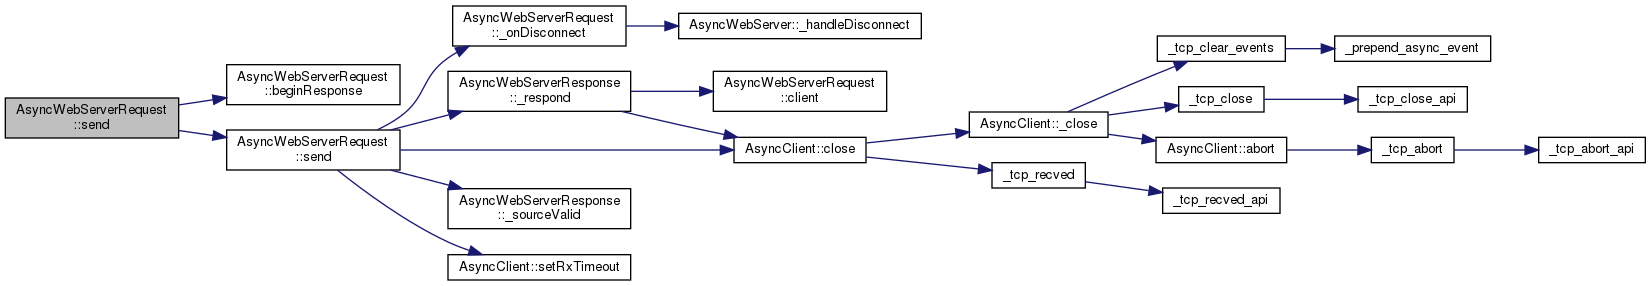 AsyncWebServerRequest
::send
AsyncWebServerRequest
::beginResponse
AsyncWebServerRequest
::send
AsyncWebServerRequest
::_onDisconnect
AsyncWebServerResponse
::_respond
AsyncWebServerResponse
::_sourceValid
AsyncClient::setRxTimeout
AsyncWebServer::_handleDisconnect
AsyncWebServerRequest
::client
AsyncClient::close
AsyncClient::_close
_tcp_recved
_tcp_clear_events
_tcp_close
AsyncClient::abort
_tcp_recved_api
_prepend_async_event
_tcp_close_api
_tcp_abort
_tcp_abort_api